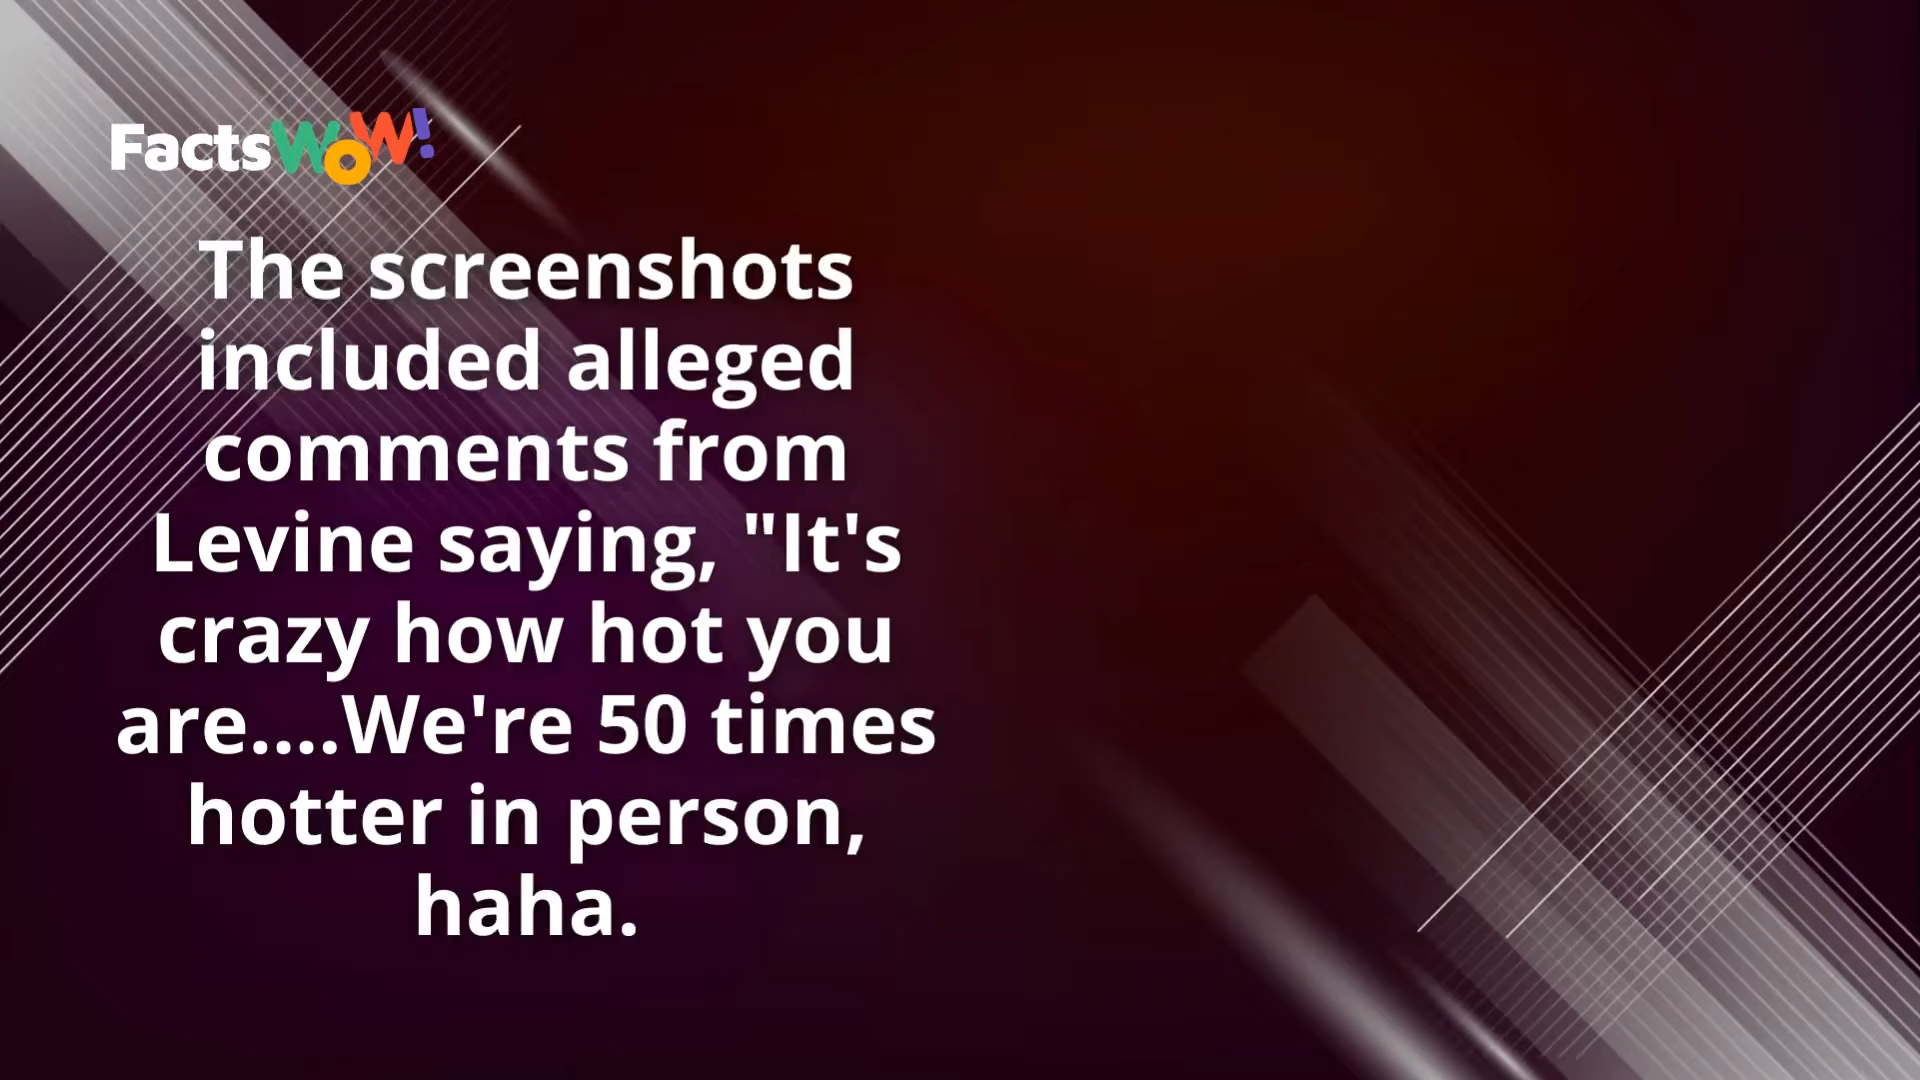 FactsWOW!
The screenshots
included alleged
comments from
Levine saying, "It's
crazy how hot you
are....We're 50 times
hotter in person,
haha.